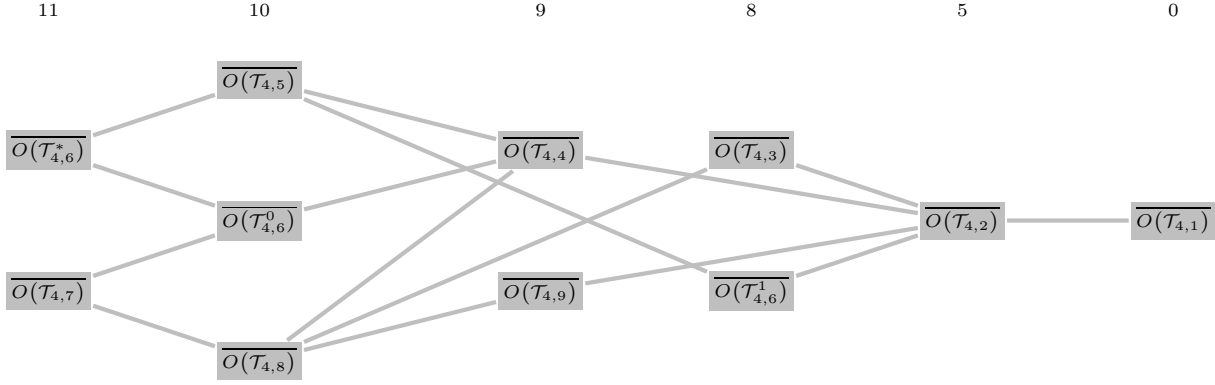 11 10 9 8 5 0
$\overline{O(\mathcal{T}_{4,5})}$
$\overline{O(\mathcal{T}^{*}_{4,6})}$ $\overline{O(\mathcal{T}_{4,4})}$ $\overline{O(\mathcal{T}_{4,3})}$
$\overline{O(\mathcal{T}^{0}_{4,6})}$ $\overline{O(\mathcal{T}_{4,2})}$ $\overline{O(\mathcal{T}_{4,1})}$
$\overline{O(\mathcal{T}_{4,7})}$ $\overline{O(\mathcal{T}_{4,9})}$ $\overline{O(\mathcal{T}^{1}_{4,6})}$
$\overline{O(\mathcal{T}_{4,8})}$